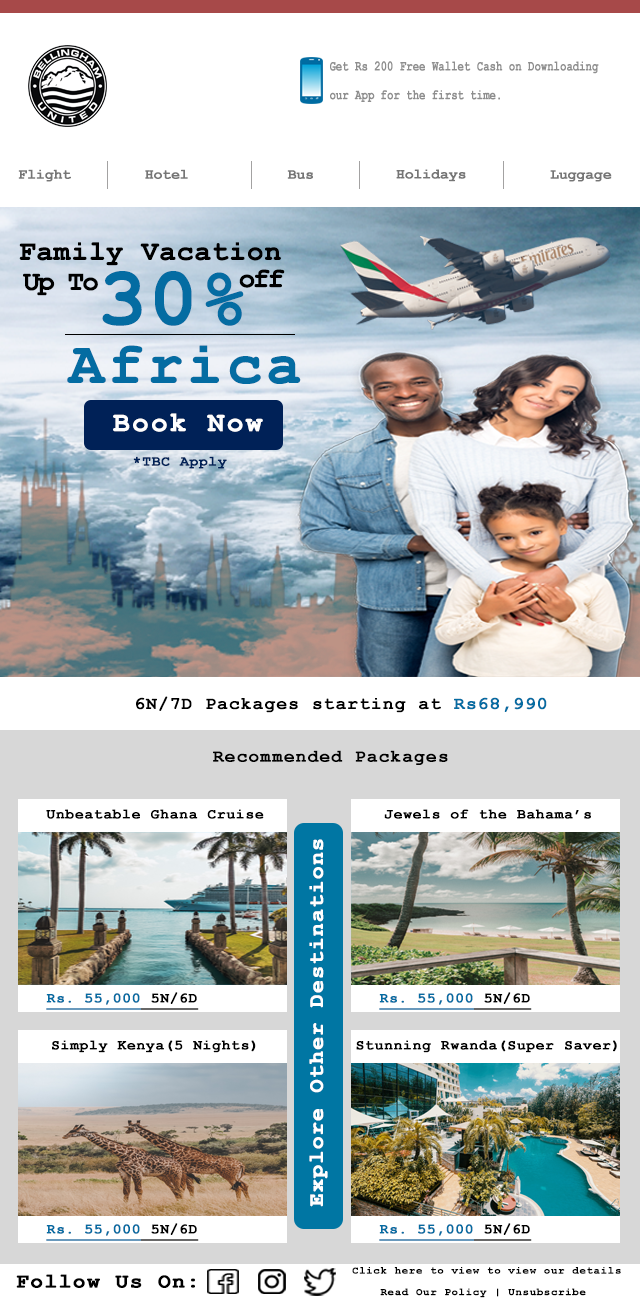 BELLINGHAM
UNITED
Get Rs 200 Free Wallet Cash on Downloading
our App for the first time.
Flight
Hotel
Bus
Holidays
Luggage
Emirates
Family Vacation
Up To 30% off
Africa
Book Now
*TBC Apply
6N/7D Packages starting at Rs68,990
Recommended Packages
Unbeatable Ghana Cruise
Rs. 55,000 5N/6D
Jewels of the Bahama’s
Rs. 55,000 5N/6D
Explore Other Destinations
Simply Kenya(5 Nights)
Rs. 55,000 5N/6D
Stunning Rwanda(Super Saver)
Rs. 55,000 5N/6D
Follow Us On:
Click here to view to view our details
Read Our Policy | Unsubscribe